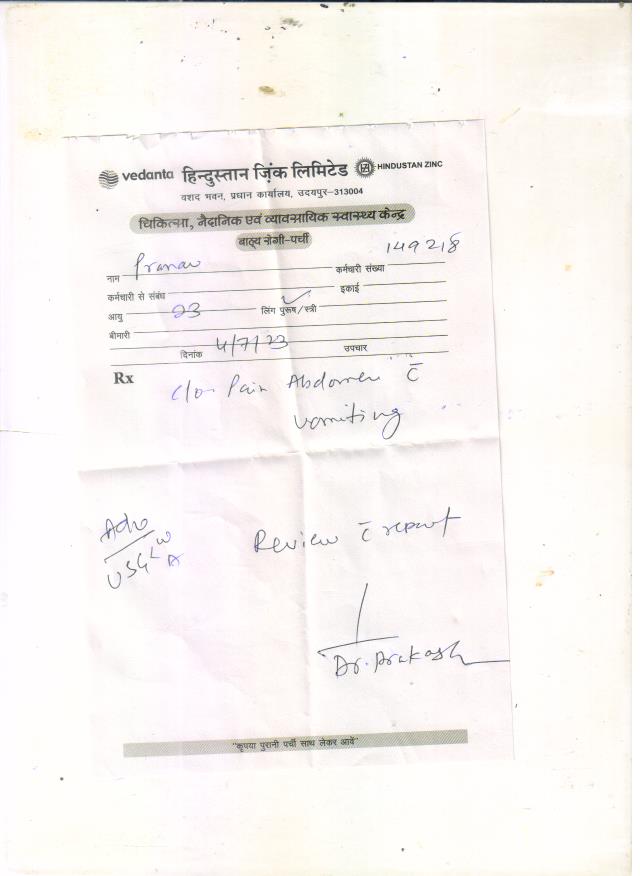 vedanta हिन्दुस्तान ज़िंक लिमिटेड HINDUSTAN ZINC
यशद भवन, प्रधान कार्यालय, उदयपुर-313004
चिकित्सा, नैदानिक एवं व्यावसायिक स्वास्थ्य केन्द्र
बाह्य रोगी-पर्ची
नाम Pranav कर्मचारी संख्या 149218
कर्मचारी से संबंध इकाई
आयु 23 लिंग पुरूष/स्त्री
बीमारी
दिनांक 4/7/23 उपचार
Rx c/o- Pain Abdomen c̄
vomiting
Adv
USG W A
Review c̄ report
Dr. Prakash
"कृपया पुरानी पर्ची साथ लेकर आवें"